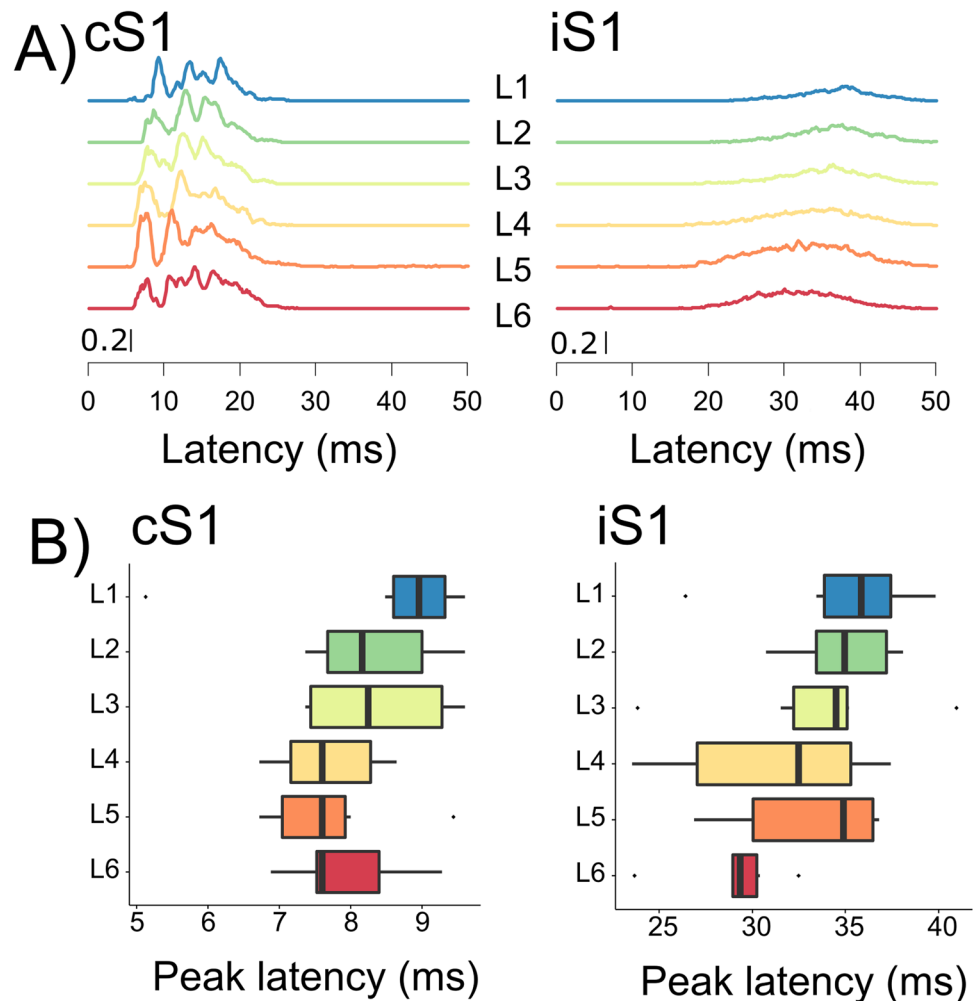 A) cS1 iS1
L1
L2
L3
L4
L5
L6
0.2 0.2
0 10 20 30 40 50 0 10 20 30 40 50
Latency (ms) Latency (ms)
B) cS1 iS1
L1 L1
L2 L2
L3 L3
L4 L4
L5 L5
L6 L6
5 6 7 8 9 25 30 35 40
Peak latency (ms) Peak latency (ms)